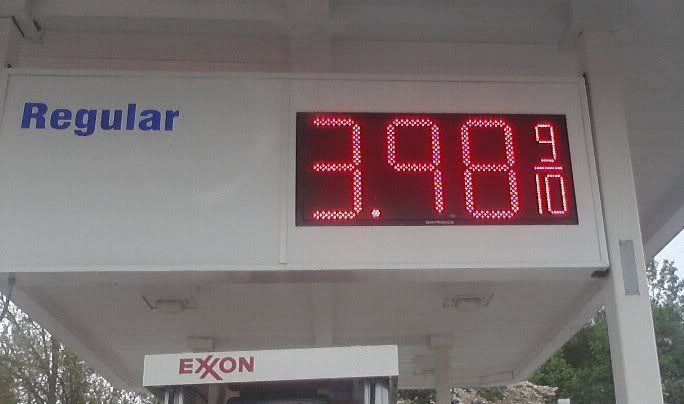 Regular
3.98 9/10
EXXON